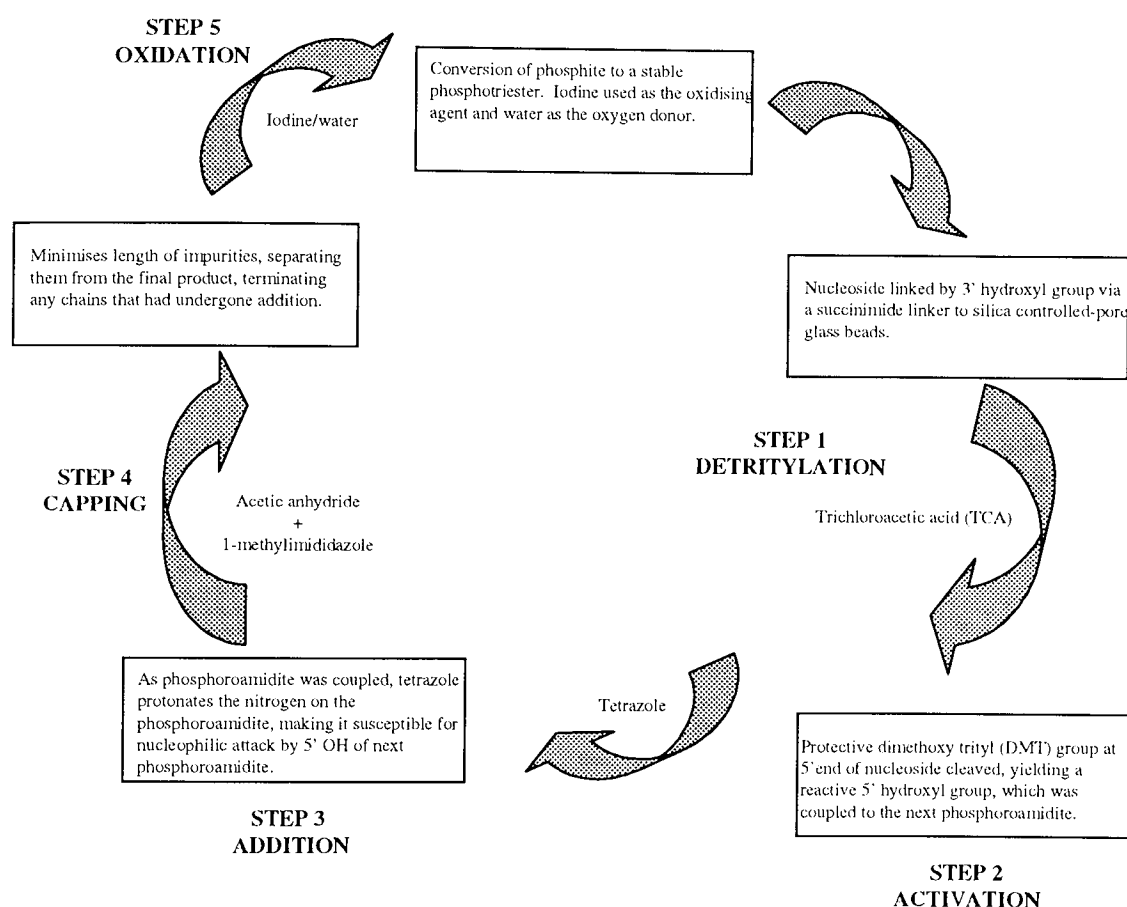 STEP 5
OXIDATION
Iodine/water
Conversion of phosphite to a stable
phosphotriester. Iodine used as the oxidising
agent and water as the oxygen donor.
Nucleoside linked by 3' hydroxyl group via
a succinimide linker to silica controlled-pore
glass beads.
STEP 1
DETRITYLATION
Trichloroacetic acid (TCA)
Protective dimethoxy trityl (DMT) group at
5'end of nucleoside cleaved, yielding a
reactive 5' hydroxyl group, which was
coupled to the next phosphoroamidite.
STEP 2
ACTIVATION
Tetrazole
As phosphoroamidite was coupled, tetrazole
protonates the nitrogen on the
phosphoroamidite, making it susceptible for
nucleophilic attack by 5' OH of next
phosphoroamidite.
STEP 3
ADDITION
STEP 4
CAPPING
Acetic anhydride
+
1-methylimididazole
Minimises length of impurities, separating
them from the final product, terminating
any chains that had undergone addition.